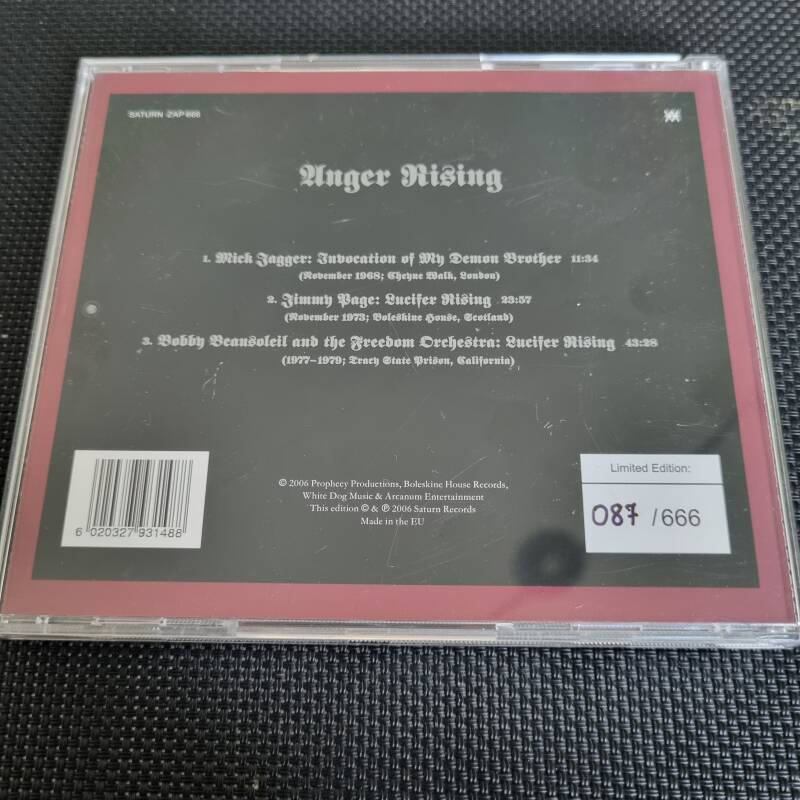 SATURN ZAP 666
Anger Rising
1. Mick Jagger: Invocation of My Demon Brother 11:34
(November 1968; Cheyne Walk, London)
2. Jimmy Page: Lucifer Rising 23:57
(November 1973; Boleskine House, Scotland)
3. Bobby Beausoleil and the Freedom Orchestra: Lucifer Rising 43:28
(1977–1979; Tracy State Prison, California)
© 2006 Prophecy Productions, Boleskine House Records,
White Dog Music & Arcanum Entertainment
This edition © & ℗ 2006 Saturn Records
Made in the EU
6 020327 931488
Limited Edition:
087 /666